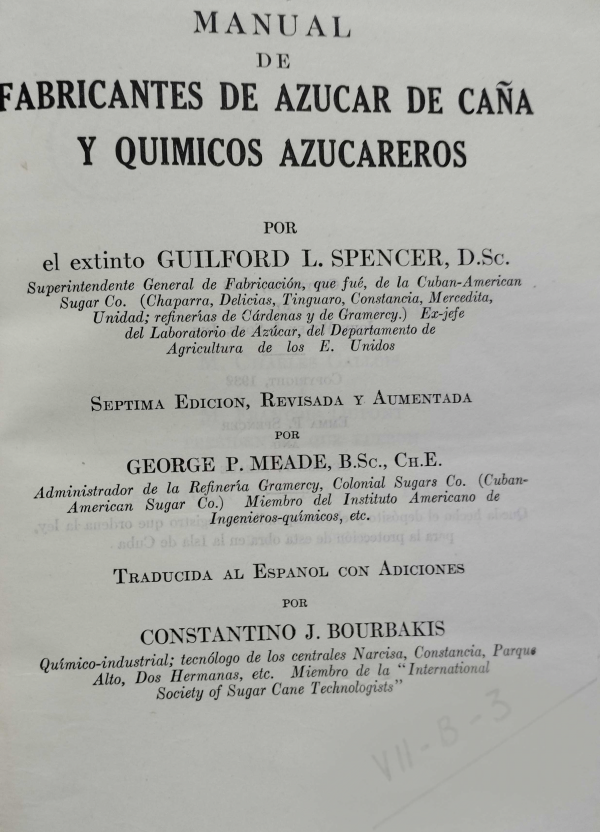 MANUAL
DE
FABRICANTES DE AZUCAR DE CAÑA
Y QUIMICOS AZUCAREROS
POR
el extinto GUILFORD L. SPENCER, D.Sc.
Superintendente General de Fabricación, que fué, de la Cuban-American
Sugar Co. (Chaparra, Delicias, Tinguaro, Constancia, Mercedita,
Unidad; refinerías de Cárdenas y de Gramercy.) Ex-jefe
del Laboratorio de Azúcar, del Departamento de
Agricultura de los E. Unidos
SEPTIMA EDICION, REVISADA Y AUMENTADA
POR
GEORGE P. MEADE, B.Sc., CH.E.
Administrador de la Refinería Gramercy, Colonial Sugars Co. (Cuban-
American Sugar Co.) Miembro del Instituto Americano de
Ingenieros-químicos, etc.
TRADUCIDA AL ESPANOL CON ADICIONES
POR
CONSTANTINO J. BOURBAKIS
Químico-industrial; tecnólogo de los centrales Narcisa, Constancia, Parque
Alto, Dos Hermanas, etc. Miembro de la "International
Society of Sugar Cane Technologists"
VII-B-3